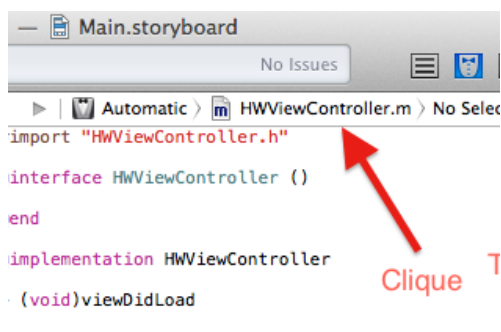 Main.storyboard
No Issues
Automatic 〉 HWViewController.m 〉 No Selec
import "HWViewController.h"
interface HWViewController ()
end
implementation HWViewController
(void)viewDidLoad
Clique
T